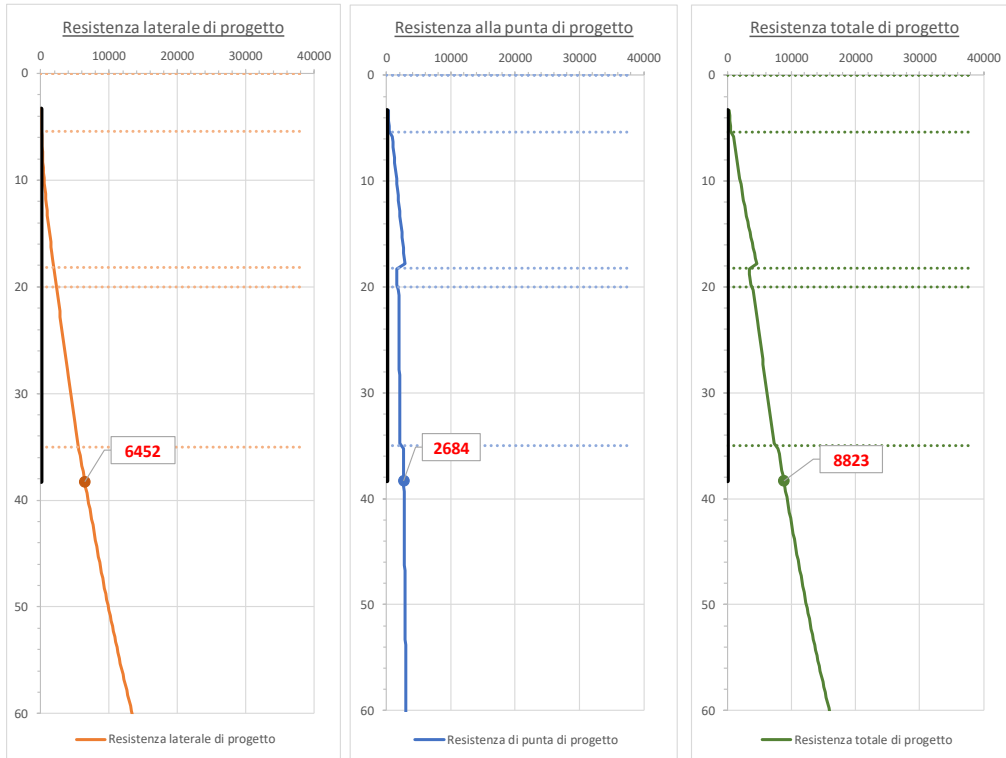 Resistenza laterale di progetto
0 10000 20000 30000 40000
0
10
20
30
40
50
60
6452
Resistenza laterale di progetto
Resistenza alla punta di progetto
0 10000 20000 30000 40000
0
10
20
30
40
50
60
2684
Resistenza di punta di progetto
Resistenza totale di progetto
0 10000 20000 30000 40000
0
10
20
30
40
50
60
8823
Resistenza totale di progetto